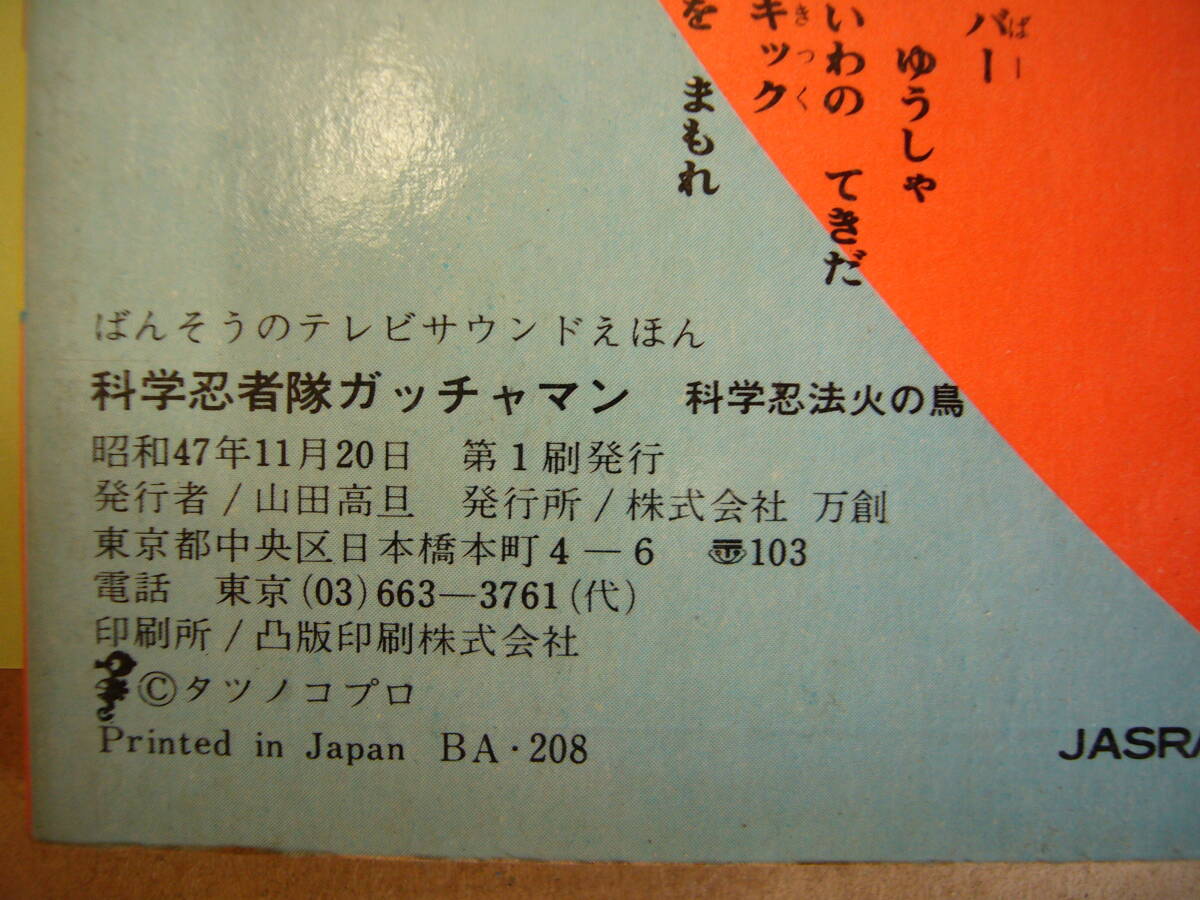 バー
ばー
ゆうしゃ
いわの てきだ
キック
きっく
を まもれ
ばんそうのテレビサウンドえほん
科学忍者隊ガッチャマン 科学忍法火の鳥
昭和47年11月20日 第1刷発行
発行者/山田高旦 発行所/株式会社 万創
東京都中央区日本橋本町4—6 〠103
電話 東京(03)663—3761(代)
印刷所/凸版印刷株式会社
©タツノコプロ
Printed in Japan BA・208
JASRA